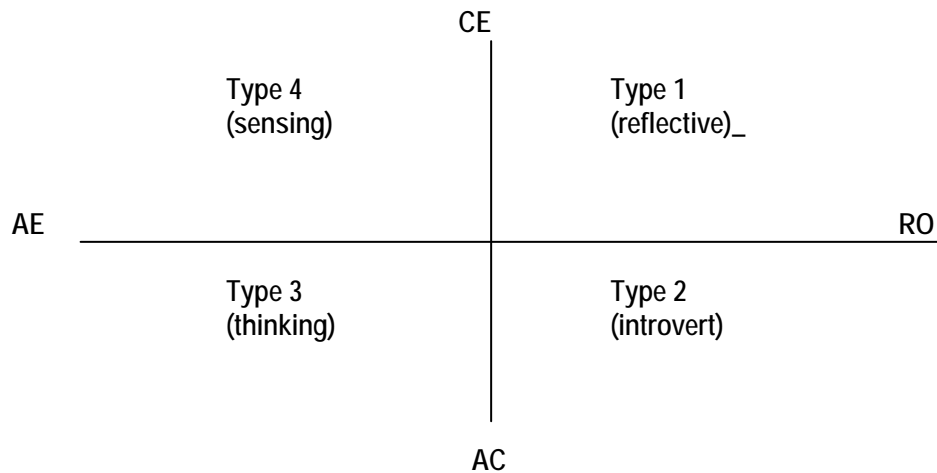 CE
Type 4
(sensing)
Type 1
(reflective)_
AE
RO
Type 3
(thinking)
Type 2
(introvert)
AC